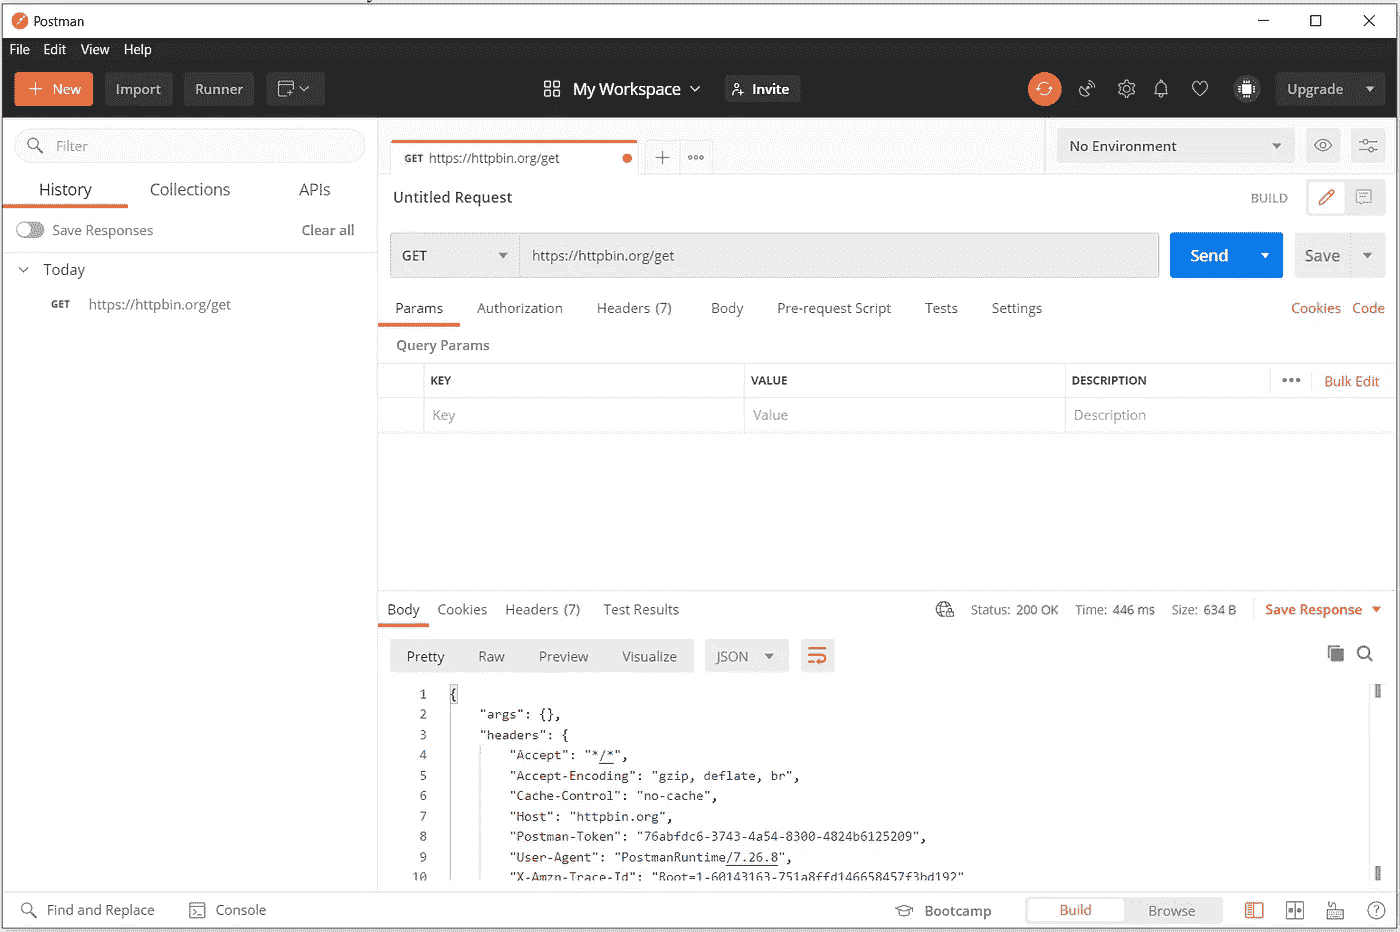 Postman
File Edit View Help
New Import Runner My Workspace Invite Upgrade
Filter
History Collections APIs
Save Responses Clear all
Today
GET https://httpbin.org/get
GET https://httpbin.org/get
No Environment
Untitled Request BUILD
GET https://httpbin.org/get Send Save
Params Authorization Headers (7) Body Pre-request Script Tests Settings Cookies Code
Query Params
KEY VALUE DESCRIPTION Bulk Edit
Key Value Description
Body Cookies Headers (7) Test Results Status: 200 OK Time: 446 ms Size: 634 B Save Response
Pretty Raw Preview Visualize JSON
1 {
2 "args": {},
3 "headers": {
4 "Accept": "*/*",
5 "Accept-Encoding": "gzip, deflate, br",
6 "Cache-Control": "no-cache",
7 "Host": "httpbin.org",
8 "Postman-Token": "76abfdc6-3743-4a54-8300-4824b6125209",
9 "User-Agent": "PostmanRuntime/7.26.8",
10 "X-Amzn-Trace-Id": "Root=1-60143163-751a8ffd146658457f3bd192"
Find and Replace Console Bootcamp Build Browse